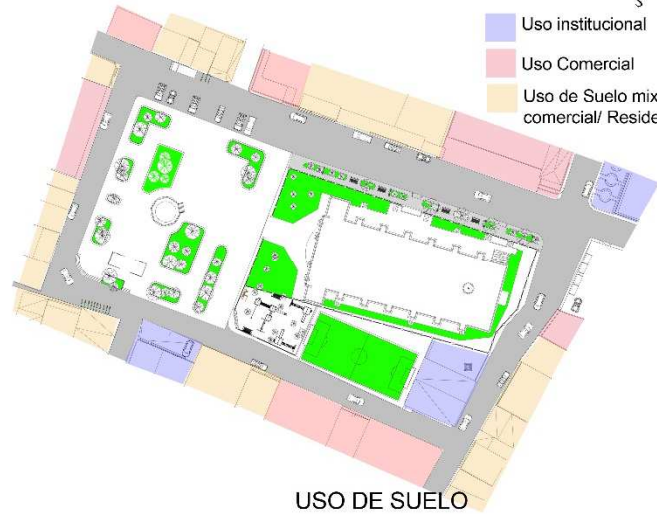 Uso institucional
Uso Comercial
Uso de Suelo mix
comercial/ Reside
USO DE SUELO